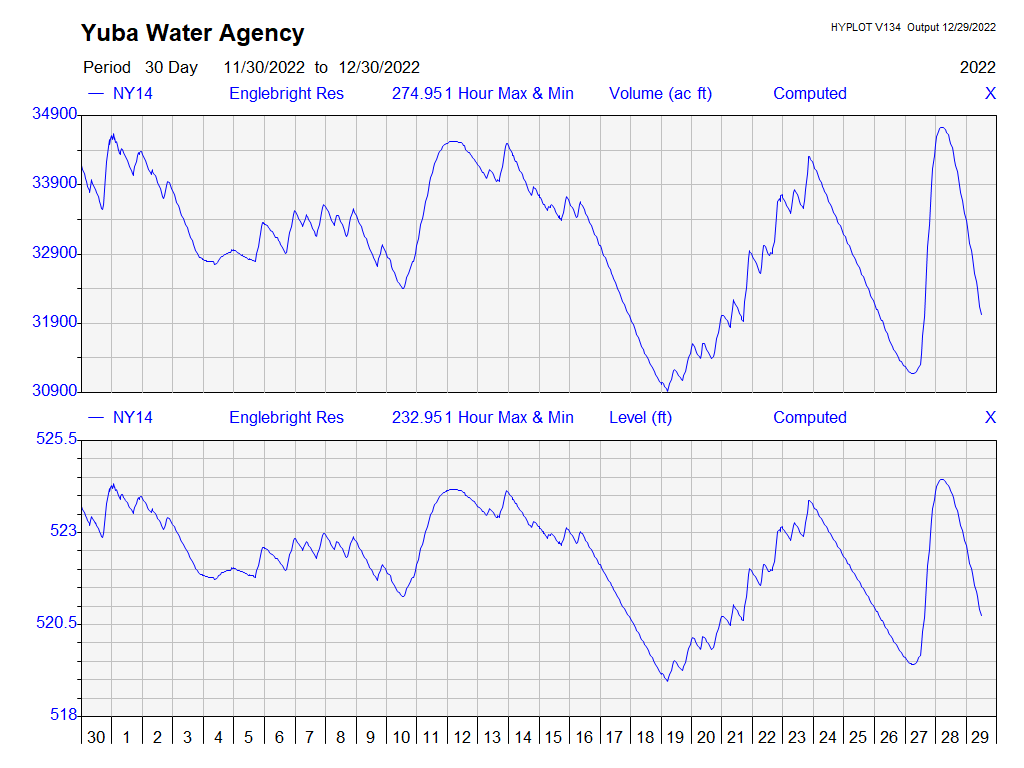 Yuba Water Agency
HYPLOT V134 Output 12/29/2022
Period 30 Day 11/30/2022 to 12/30/2022 2022
NY14 Englebright Res 274.951 Hour Max & Min Volume (ac ft) Computed X
34900
33900
32900
31900
30900
NY14 Englebright Res 232.951 Hour Max & Min Level (ft) Computed X
525.5
523
520.5
518
30 1 2 3 4 5 6 7 8 9 10 11 12 13 14 15 16 17 18 19 20 21 22 23 24 25 26 27 28 29